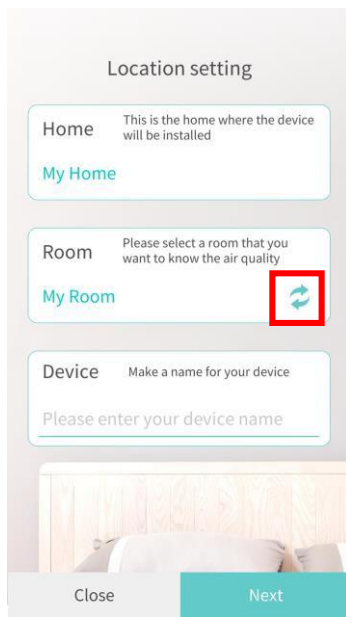 Location setting
Home
This is the home where the device
will be installed
My Home
Room
Please select a room that you
want to know the air quality
My Room
Device
Make a name for your device
Please enter your device name
Close
Next